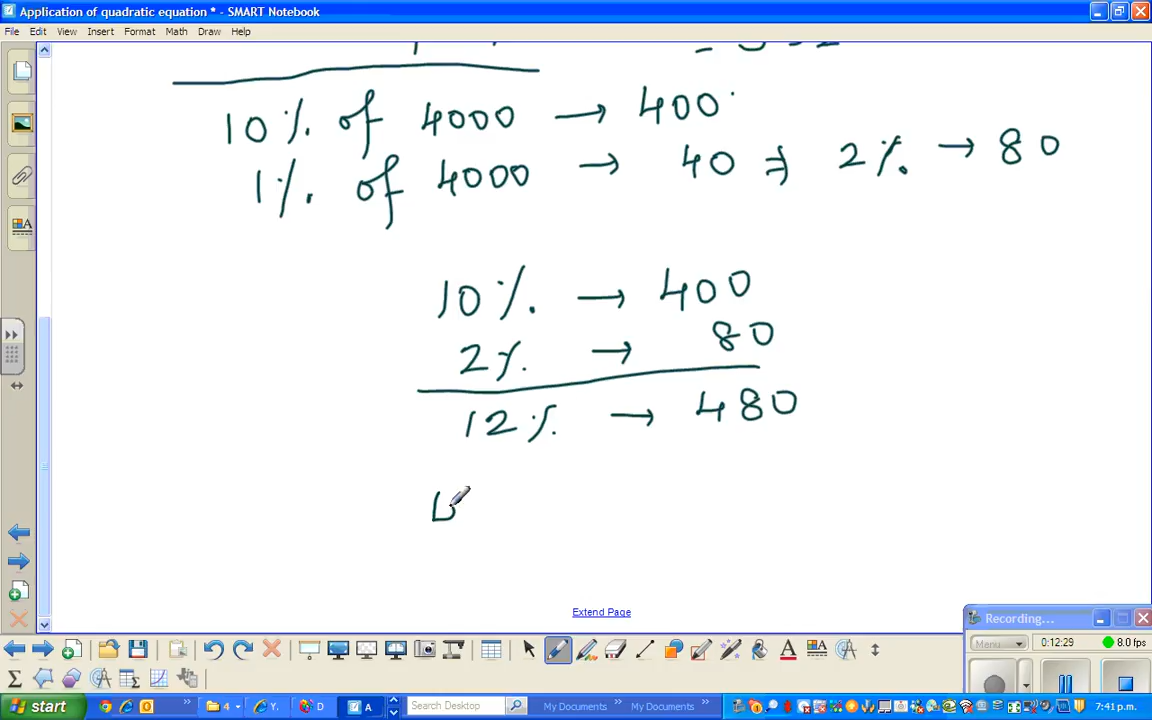 Application of quadratic equation * - SMART Notebook
File Edit View Insert Format Math Draw Help
10% of 4000 → 400
1% of 4000 → 40 ⇒ 2% → 80
10% → 400
2% → 80
12% → 480
Extend Page
Recording...
Menu 0:12:29 8.0 fps
start 4 Y. D A Search Desktop My Documents My Documents 7:41 p.m.